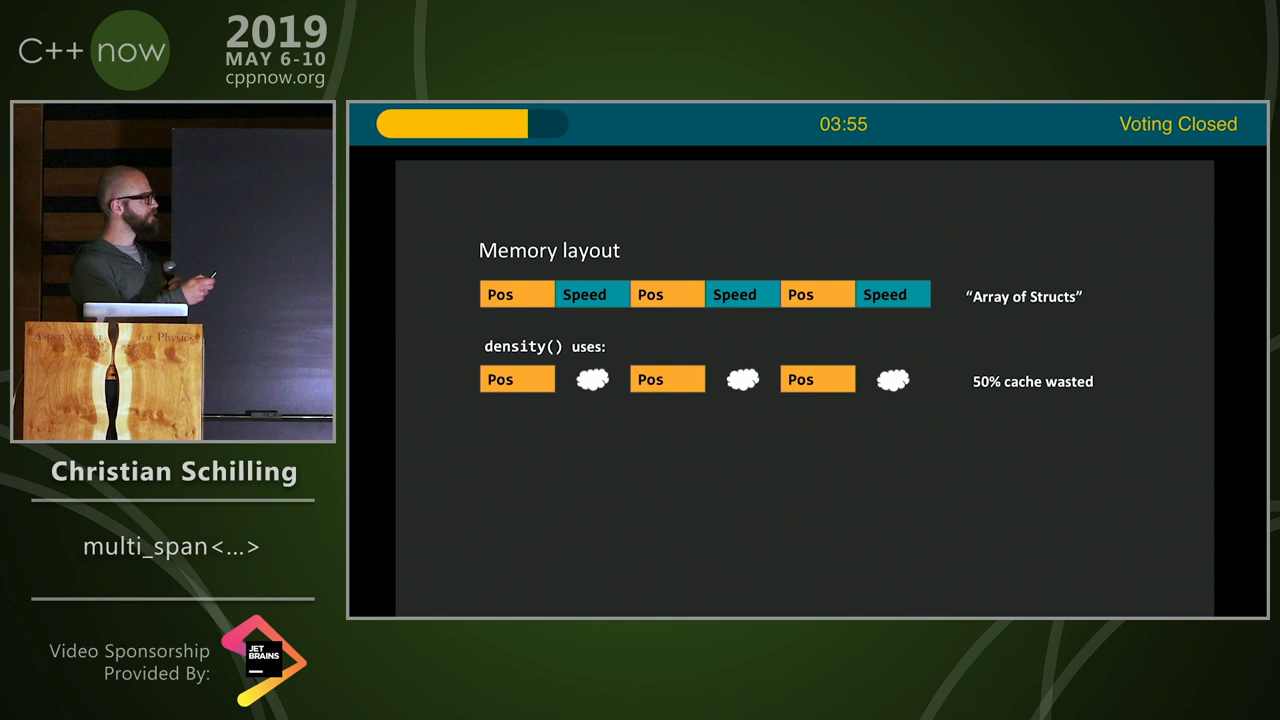 C++ now
2019
MAY 6-10
cppnow.org
03:55
Voting Closed
Memory layout
Pos Speed Pos Speed Pos Speed
“Array of Structs”
density() uses:
Pos Pos Pos
50% cache wasted
for Physics
Christian Schilling
multi_span<...>
Video Sponsorship
Provided By:
JET
BRAINS